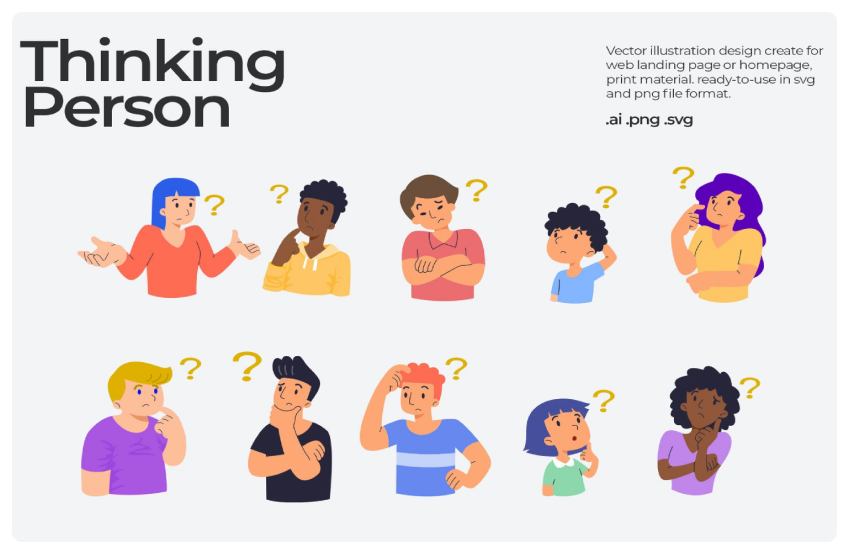 Thinking
Person
Vector illustration design create for
web landing page or homepage,
print material. ready-to-use in svg
and png file format.
.ai .png .svg
? ? ? ? ?
? ? ? ? ?